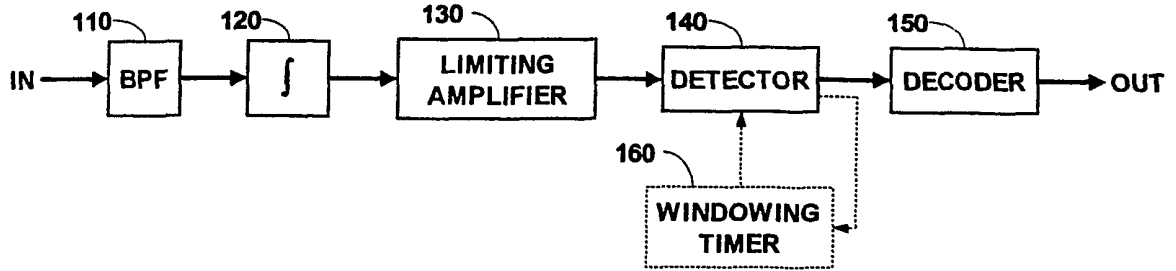 110
120
130
140
150
IN
BPF
∫
LIMITING
AMPLIFIER
DETECTOR
DECODER
OUT
160
WINDOWING
TIMER